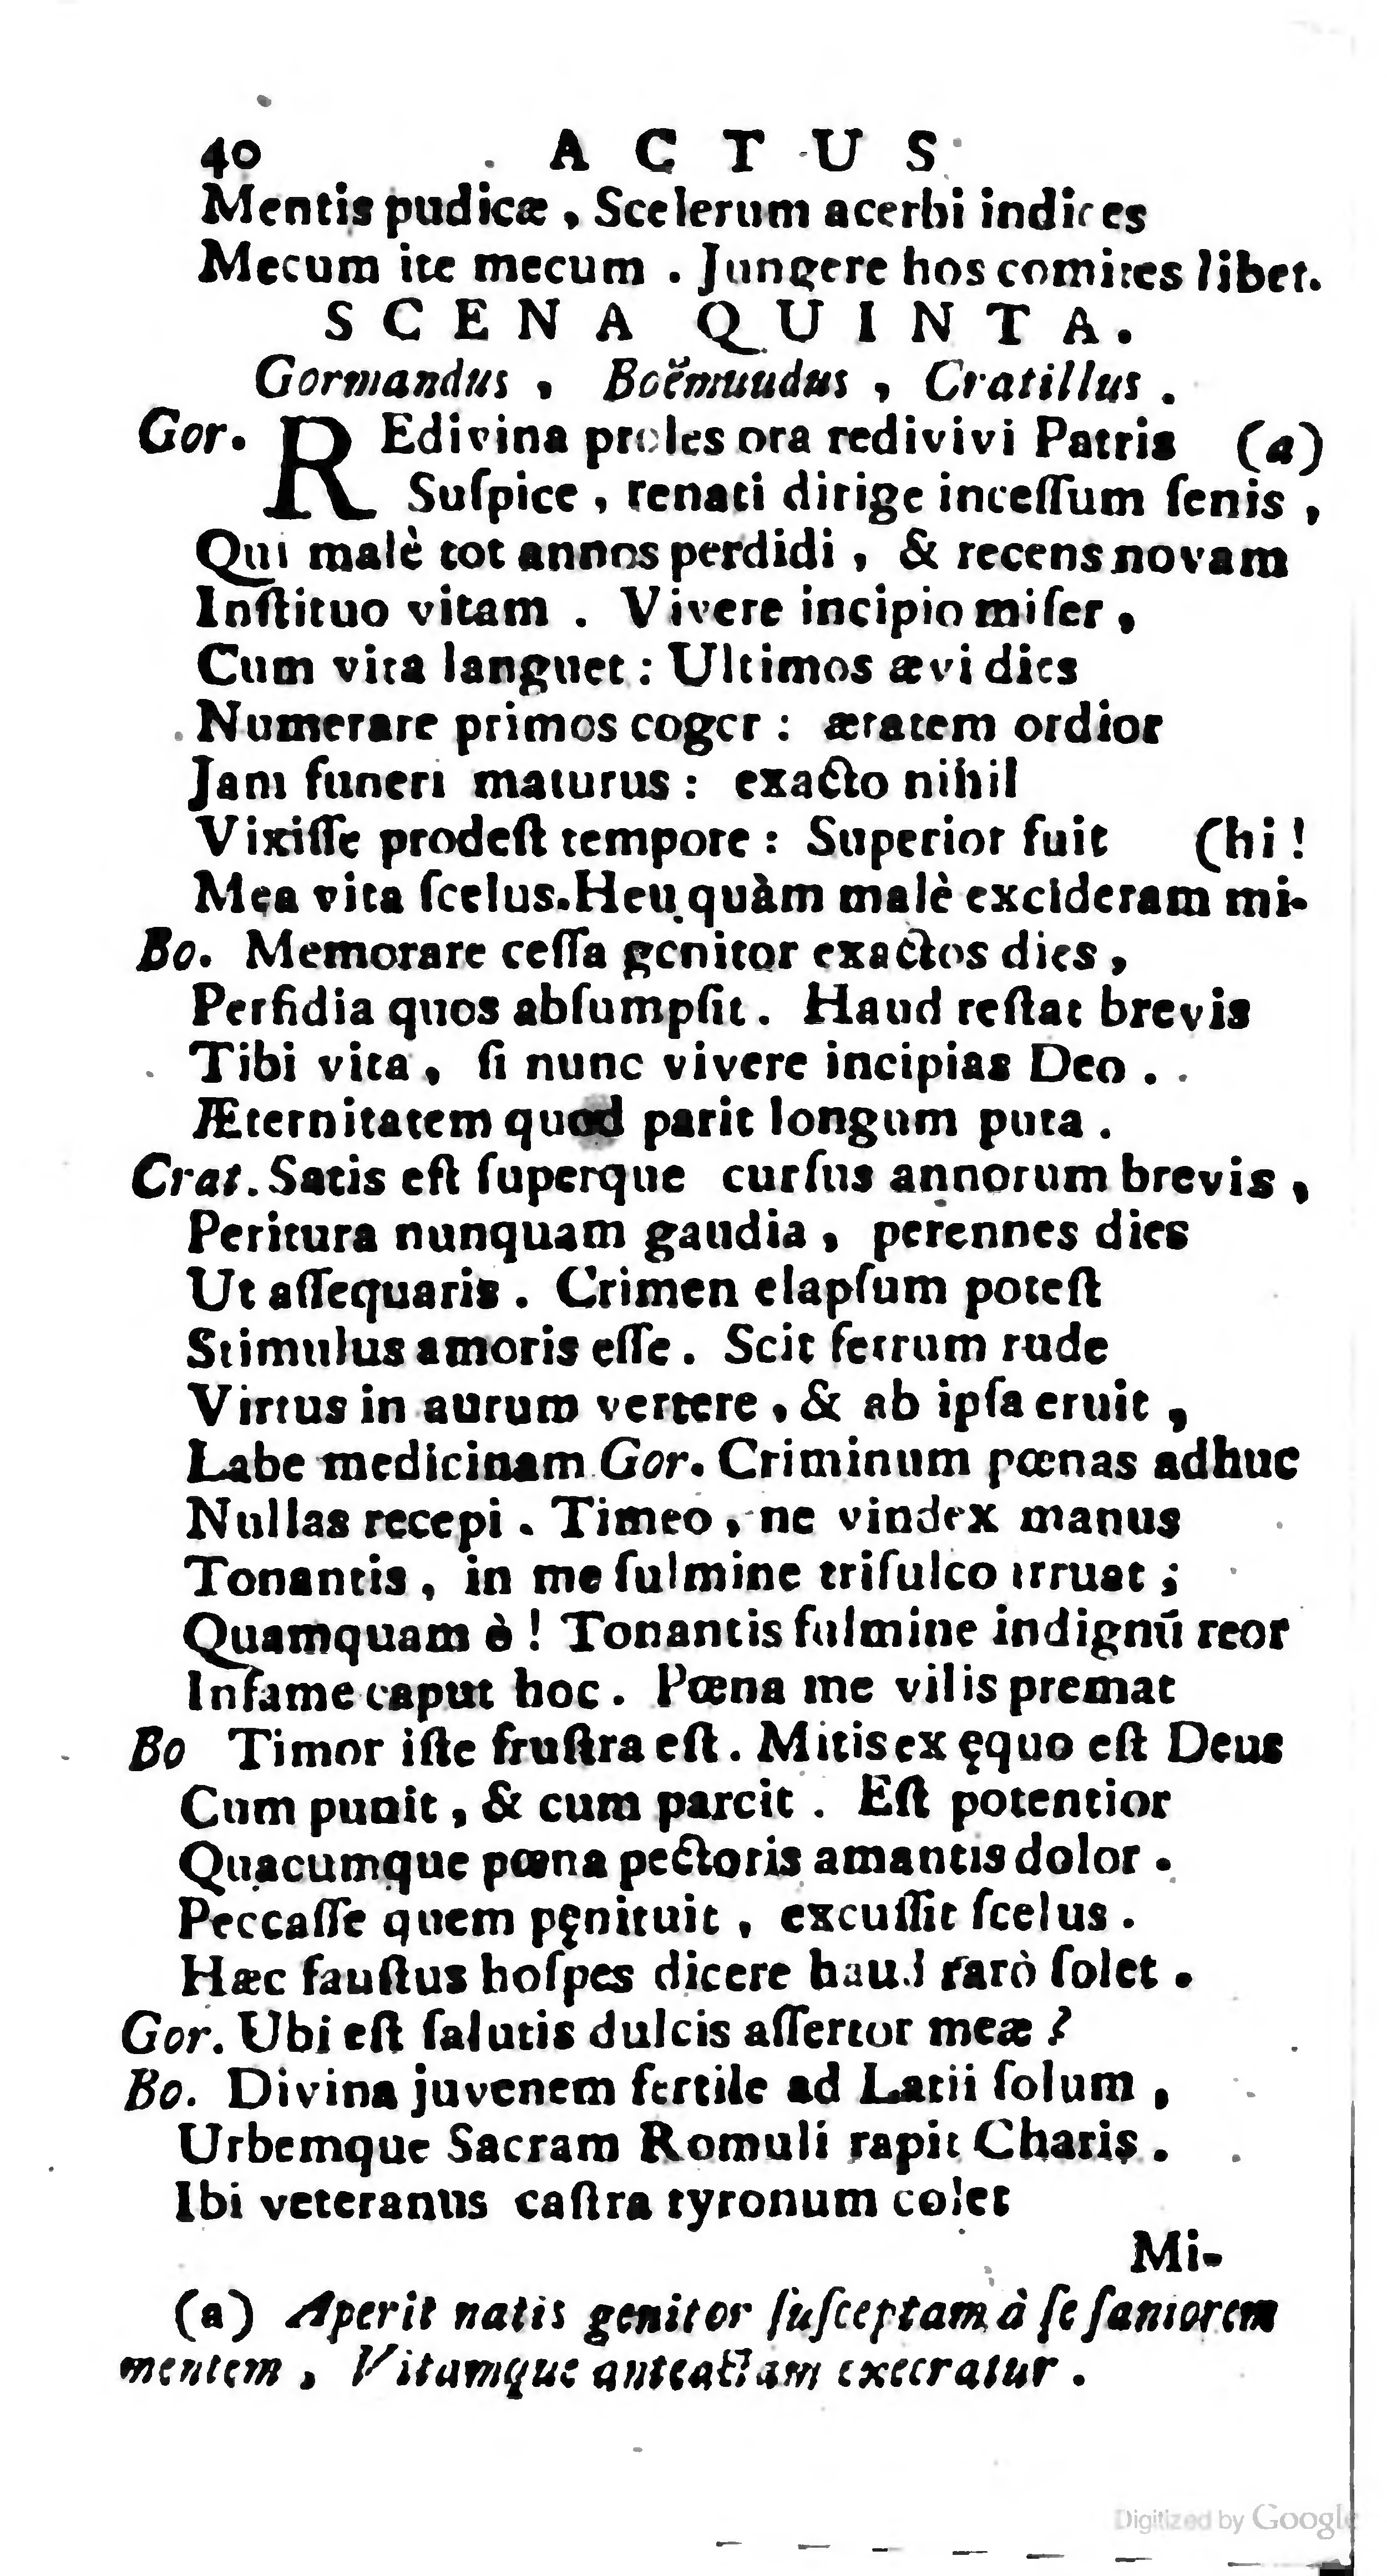 40 ACTUS
Mentis pudicæ, Scelerum acerbi indices
Mecum ite mecum. Jungere hos comites libet.
SCENA QUINTA.
Gormandus, Boëmundus, Cratillus.
Gor. REdivina proles ora redivivi Patris (a)
Suſpice, renati dirige inceſſum ſenis,
Qui malè tot annos perdidi, & recens novam
Inſtituo vitam. Vivere incipio miſer,
Cum vita languet: Ultimos ævi dies
Numerare primos cogor: ætatem ordior
Jam funeri maturus: exacto nihil
Vixiſſe prodeſt tempore: Superior fuit (hi!
Mea vita ſcelus. Heu quàm malè excideram mi-
Bo. Memorare ceſſa genitor exactos dies,
Perfidia quos abſumpſit. Haud reſtat brevis
Tibi vita, ſi nunc vivere incipias Deo.
Æternitatem quod parit longum puta.
Crat. Satis eſt ſuperque curſus annorum brevis,
Peritura nunquam gaudia, perennes dies
Ut aſſequaris. Crimen elapſum poteſt
Stimulus amoris eſſe. Scit ferrum rude
Virtus in aurum vertere, & ab ipſa eruit,
Labe medicinam Gor. Criminum pœnas adhuc
Nullas recepi. Timeo, ne vindex manus
Tonantis, in me fulmine triſulco irruat;
Quamquam ò! Tonantis fulmine indignū reor
Infame caput hoc. Pœna me vilis premat
Bo Timor iſte fruſtra eſt. Mitis ex ęquo eſt Deus
Cum punit, & cum parcit. Eſt potentior
Quacumque pœna pectoris amantis dolor.
Peccaſſe quem pęnituit, excuſſit ſcelus.
Hæc fauſtus hoſpes dicere haud rarò ſolet.
Gor. Ubi eſt ſalutis dulcis aſſertor meæ?
Bo. Divina juvenem fertile ad Latii ſolum,
Urbemque Sacram Romuli rapit Charis.
Ibi veteranus caſtra tyronum colet
Mi-
(a) Aperit natis genitor ſuſceptam à ſe ſaniorem
mentem, Vitamque anteactam execratur.
Digitized by Google